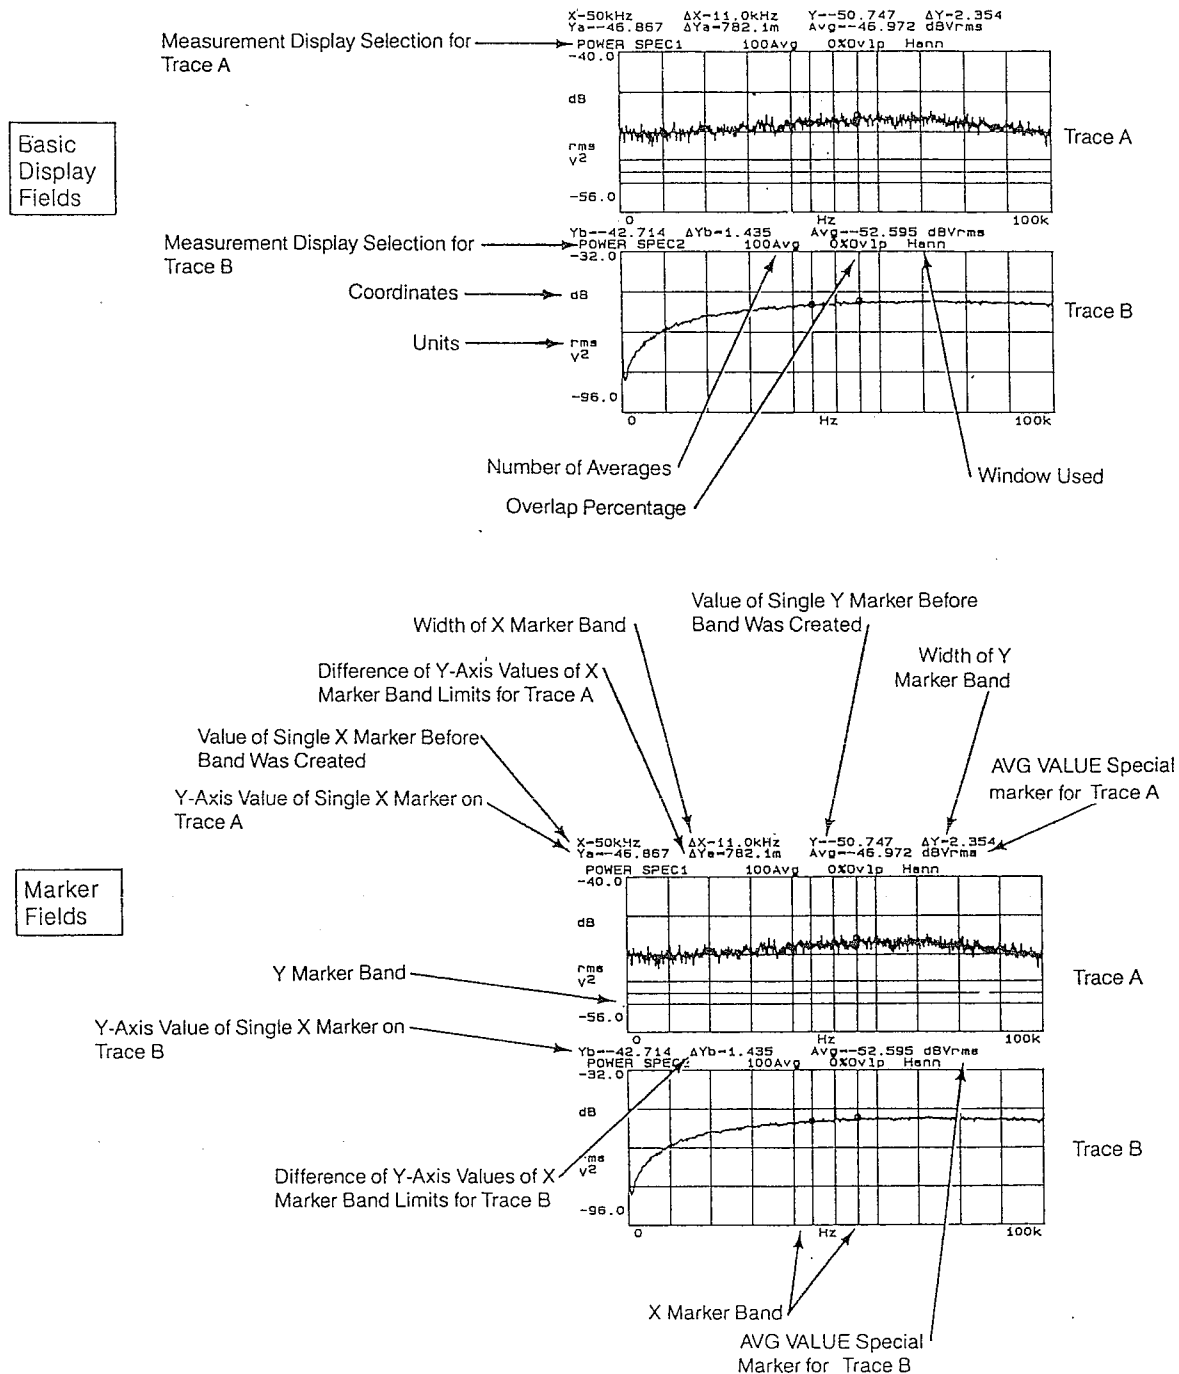 X=50kHz ΔX=11.0kHz Y=-50.747 ΔY=2.354
Ya=-46.867 ΔYa=782.1m Avg=-46.972 dBVrms
Measurement Display Selection for
Trace A
POWER SPEC1 100Avg 0%Ovlp Hann
-40.0
dB
rms
V2
-56.0
0 Hz 100k
Trace A
Basic
Display
Fields
Yb=-42.714 ΔYb=1.435 Avg=-52.595 dBVrms
Measurement Display Selection for
Trace B
POWER SPEC2 100Avg 0%Ovlp Hann
-32.0
Coordinates
dB
Trace B
Units
rms
V2
-96.0
0 Hz 100k
Number of Averages
Window Used
Overlap Percentage
Value of Single Y Marker Before
Band Was Created
Width of X Marker Band
Width of Y
Marker Band
Difference of Y-Axis Values of X
Marker Band Limits for Trace A
Value of Single X Marker Before
Band Was Created
AVG VALUE Special
marker for Trace A
Y-Axis Value of Single X Marker on
Trace A
X=50kHz ΔX=11.0kHz Y=-50.747 ΔY=2.354
Ya=-46.867 ΔYa=782.1m Avg=-46.972 dBVrms
POWER SPEC1 100Avg 0%Ovlp Hann
-40.0
Marker
Fields
dB
rms
V2
-56.0
0 Hz 100k
Trace A
Y Marker Band
Y-Axis Value of Single X Marker on
Trace B
Yb=-42.714 ΔYb=1.435 Avg=-52.595 dBVrms
POWER SPEC2 100Avg 0%Ovlp Hann
-32.0
dB
Trace B
rms
V2
-96.0
0 Hz 100k
Difference of Y-Axis Values of X
Marker Band Limits for Trace B
X Marker Band
AVG VALUE Special
Marker for Trace B